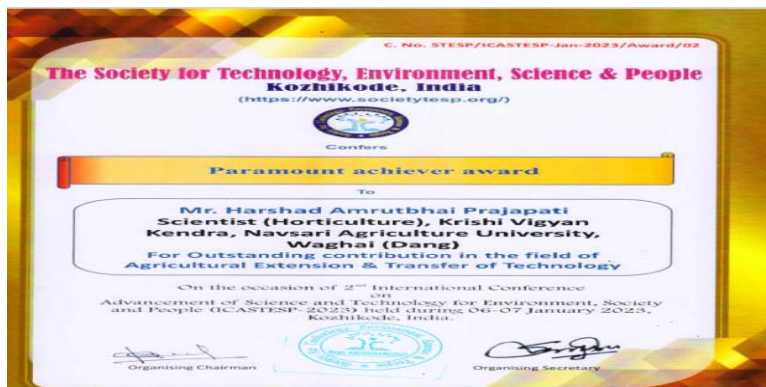 C. No. STESP/ICASTESP-Jan-2023/Award/02
The Society for Technology, Environment, Science & People
Kozhikode, India
(https://www.societytesp.org/)
Confers
Paramount achiever award
To
Mr. Harshad Amrutbhai Prajapati
Scientist (Horticulture), Krishi Vigyan
Kendra, Navsari Agriculture University,
Waghai (Dang)
For Outstanding contribution in the field of
Agricultural Extension & Transfer of Technology
On the occasion of 2nd International Conference
on
Advancement of Science and Technology for Environment, Society
and People (ICASTESP-2023) held during 06-07 January 2023,
Kozhikode, India.
Organising Chairman
Organising Secretary